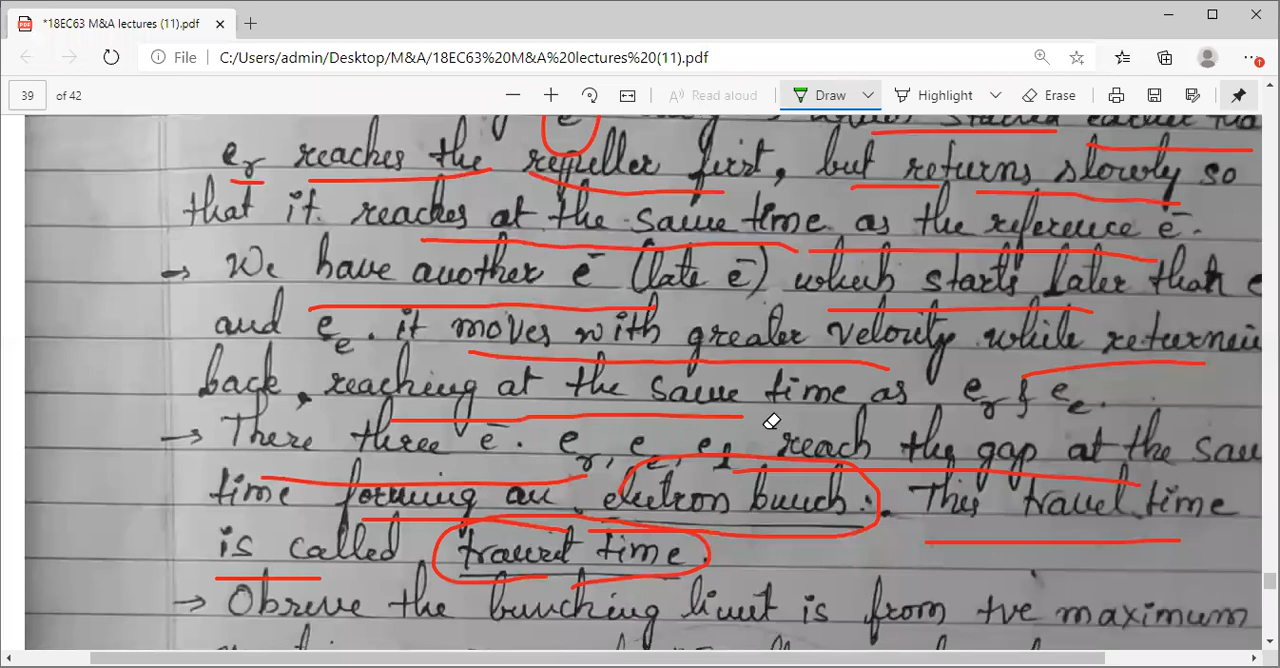 *18EC63 M&A lectures (11).pdf
File C:/Users/admin/Desktop/M&A/18EC63%20M&A%20lectures%20(11).pdf
39 of 42 Read aloud Draw Highlight Erase
e started earlier
er reaches the repeller first, but returns slowly so
that it reaches at the same time as the reference e̅.
→ We have another e̅ (late e̅) which starts later than e
and ee. it moves with greater velocity while returnein
back, reaching at the same time as er & ee.
→ There three e̅. er, ee, el reach the gap at the sam
time forming an electron bunch. This travel time
is called transit time.
→ Observe the bunching limit is from +ve maximum